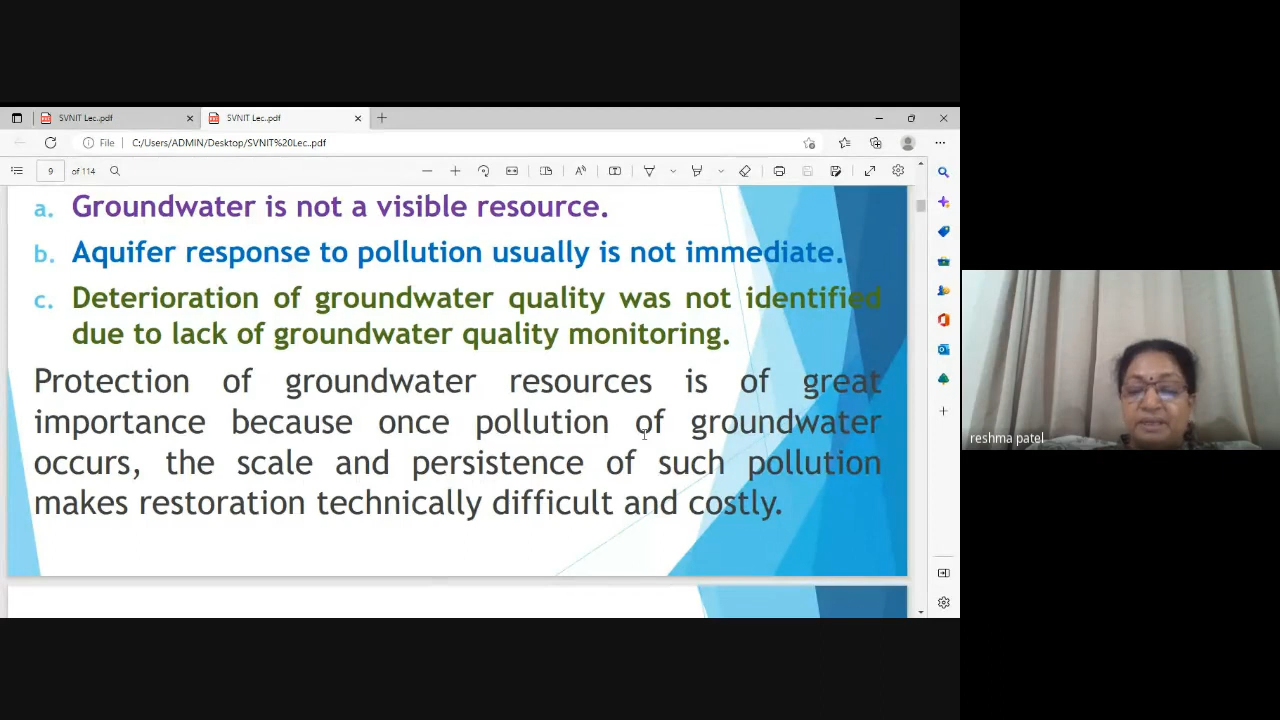 SVNIT Lec..pdf
SVNIT Lec..pdf
File
C:/Users/ADMIN/Desktop/SVNIT%20Lec..pdf
9
of 114
a. Groundwater is not a visible resource.
b. Aquifer response to pollution usually is not immediate.
c. Deterioration of groundwater quality was not identified
due to lack of groundwater quality monitoring.
Protection of groundwater resources is of great
importance because once pollution of groundwater
occurs, the scale and persistence of such pollution
makes restoration technically difficult and costly.
reshma patel